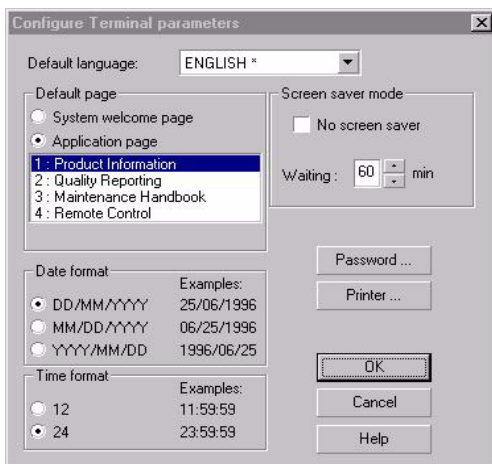 Configure Terminal parameters
Default language: ENGLISH *
Default page
System welcome page
Application page
1 : Product Information
2 : Quality Reporting
3 : Maintenance Handbook
4 : Remote Control
Screen saver mode
No screen saver
Waiting : 60 min
Date format
Examples:
DD/MM/YYYY 25/06/1996
MM/DD/YYYY 06/25/1996
YYYY/MM/DD 1996/06/25
Time format
Examples:
12 11:59:59
24 23:59:59
Password ...
Printer ...
OK
Cancel
Help